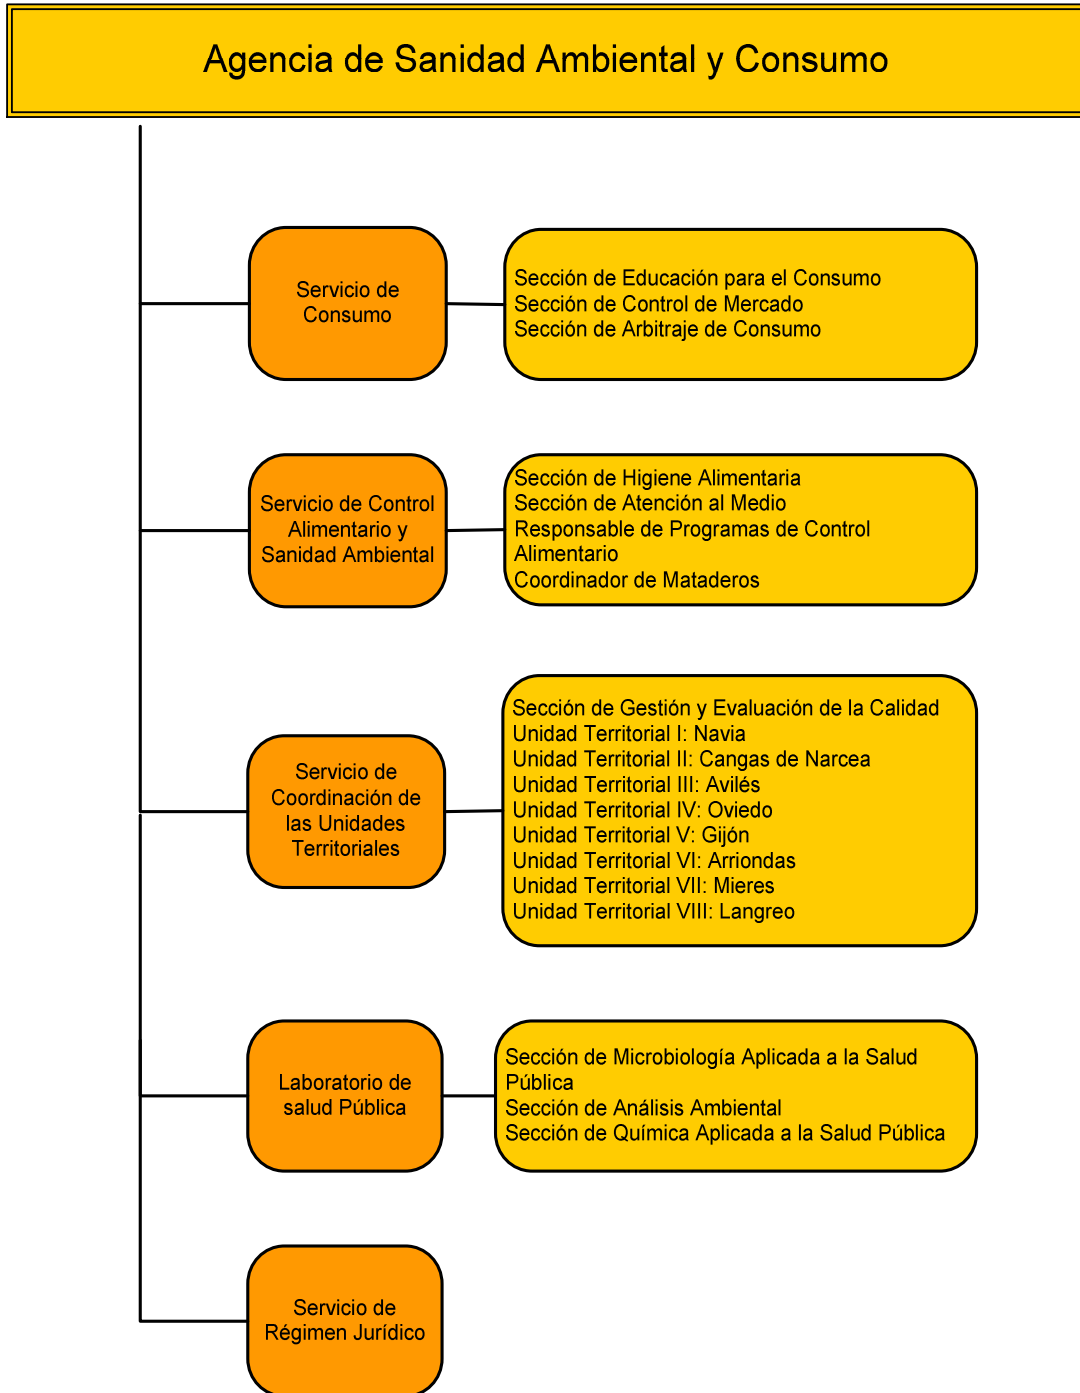 Agencia de Sanidad Ambiental y Consumo
Servicio de
Consumo
Sección de Educación para el Consumo
Sección de Control de Mercado
Sección de Arbitraje de Consumo
Servicio de Control
Alimentario y
Sanidad Ambiental
Sección de Higiene Alimentaria
Sección de Atención al Medio
Responsable de Programas de Control
Alimentario
Coordinador de Mataderos
Servicio de
Coordinación de
las Unidades
Territoriales
Sección de Gestión y Evaluación de la Calidad
Unidad Territorial I: Navia
Unidad Territorial II: Cangas de Narcea
Unidad Territorial III: Avilés
Unidad Territorial IV: Oviedo
Unidad Territorial V: Gijón
Unidad Territorial VI: Arriondas
Unidad Territorial VII: Mieres
Unidad Territorial VIII: Langreo
Laboratorio de
salud Pública
Sección de Microbiología Aplicada a la Salud
Pública
Sección de Análisis Ambiental
Sección de Química Aplicada a la Salud Pública
Servicio de
Régimen Jurídico